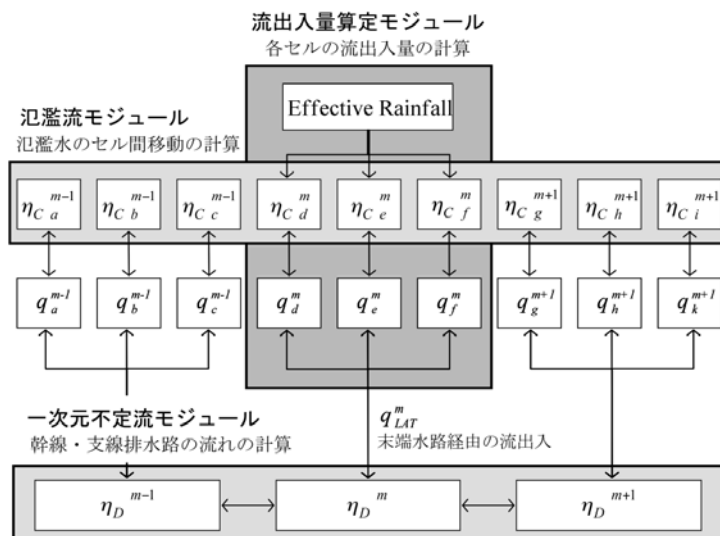 流出入量算定モジュール
各セルの流出入量の計算
Effective Rainfall
氾濫流モジュール
氾濫水のセル間移動の計算
η_C a^{m-1} η_C b^{m-1} η_C c^{m-1} η_C d^m η_C e^m η_C f^m η_C g^{m+1} η_C h^{m+1} η_C i^{m+1}
q_a^{m-1} q_b^{m-1} q_c^{m-1} q_d^m q_e^m q_f^m q_g^{m+1} q_h^{m+1} q_k^{m+1}
一次元不定流モジュール
幹線・支線排水路の流れの計算
q_{LAT}^m
末端水路経由の流出入
η_D^{m-1} η_D^m η_D^{m+1}